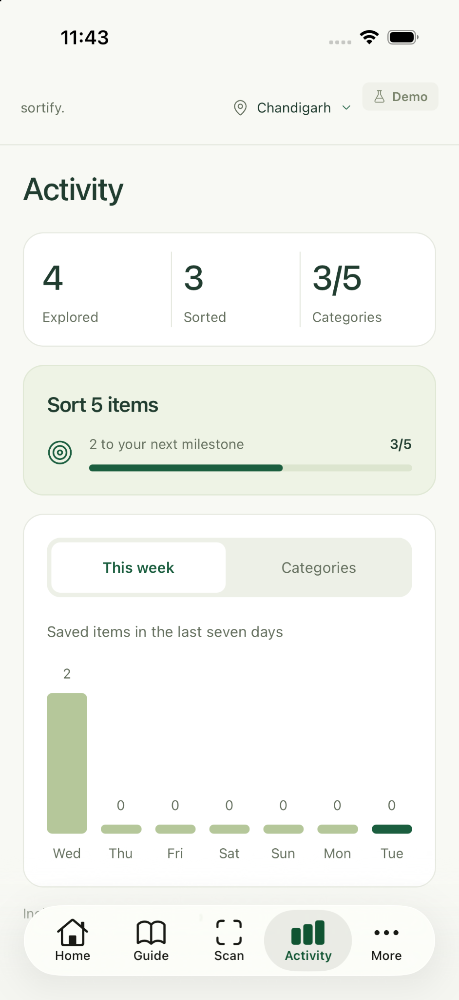 11:43
sortify.
Chandigarh
Demo
Activity
4
3
3/5
Explored
Sorted
Categories
Sort 5 items
2 to your next milestone
3/5
This week
Categories
Saved items in the last seven days
2
0
0
0
0
0
0
Wed
Thu
Fri
Sat
Sun
Mon
Tue
Home
Guide
Scan
Activity
More